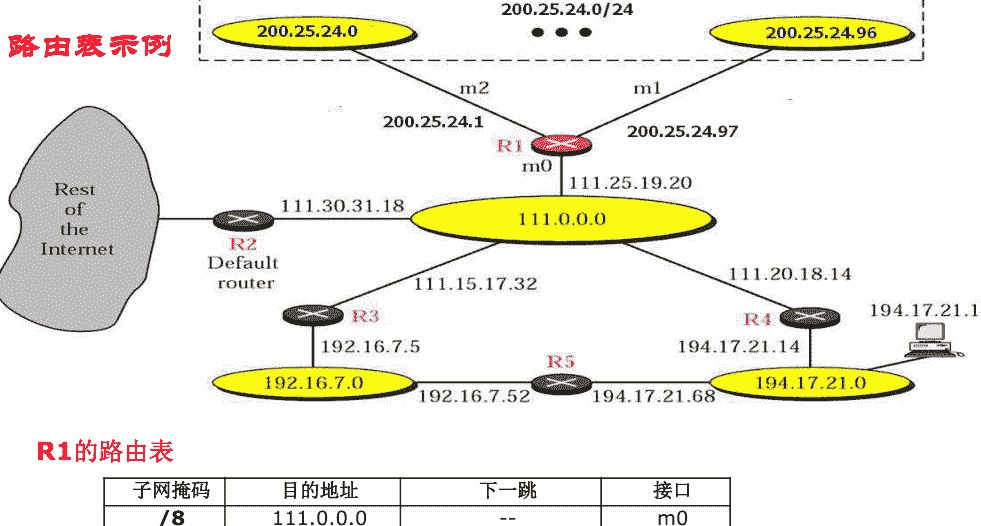 200.25.24.0/24
路由表示例
200.25.24.0
200.25.24.96
m2
m1
200.25.24.1
200.25.24.97
R1
m0
111.25.19.20
Rest
of
the
Internet
111.30.31.18
111.0.0.0
R2
Default
router
111.15.17.32
111.20.18.14
R3
R4
194.17.21.1
192.16.7.5
194.17.21.14
R5
192.16.7.0
194.17.21.0
192.16.7.52
194.17.21.68
R1的路由表
子网掩码 目的地址 下一跳 接口
/8 111.0.0.0 -- m0